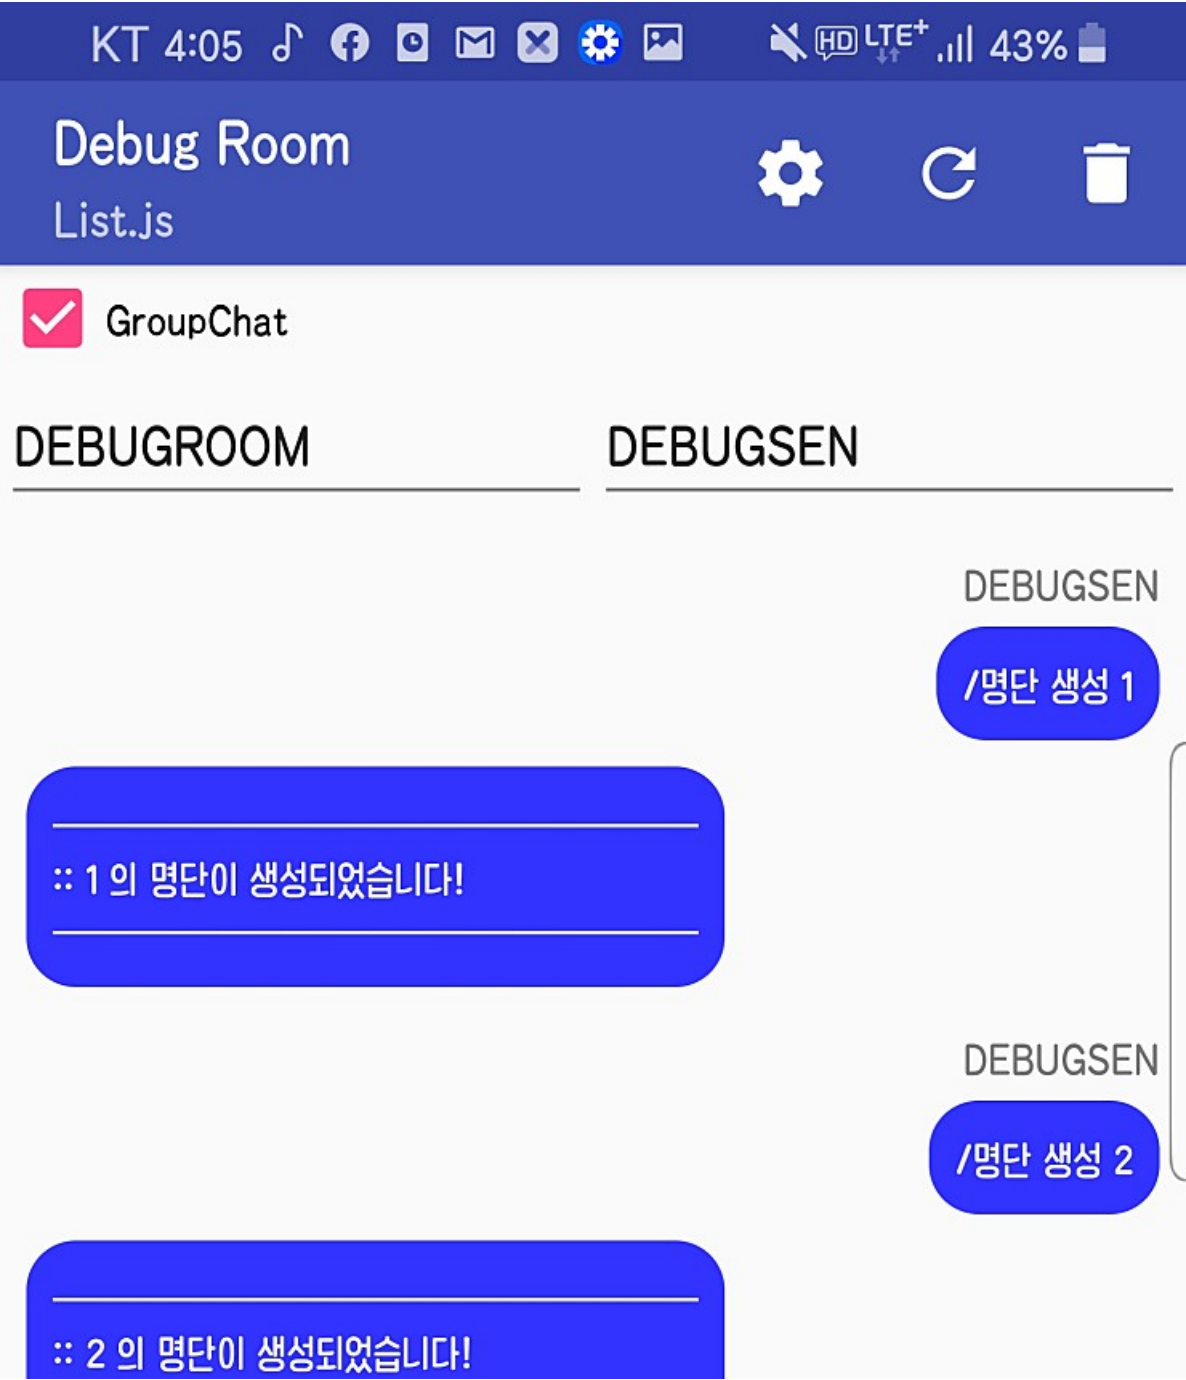 KT 4:05 HD LTE+ 43%
Debug Room
List.js
GroupChat
DEBUGROOM DEBUGSEN
DEBUGSEN
/명단 생성 1
:: 1 의 명단이 생성되었습니다!
DEBUGSEN
/명단 생성 2
:: 2 의 명단이 생성되었습니다!